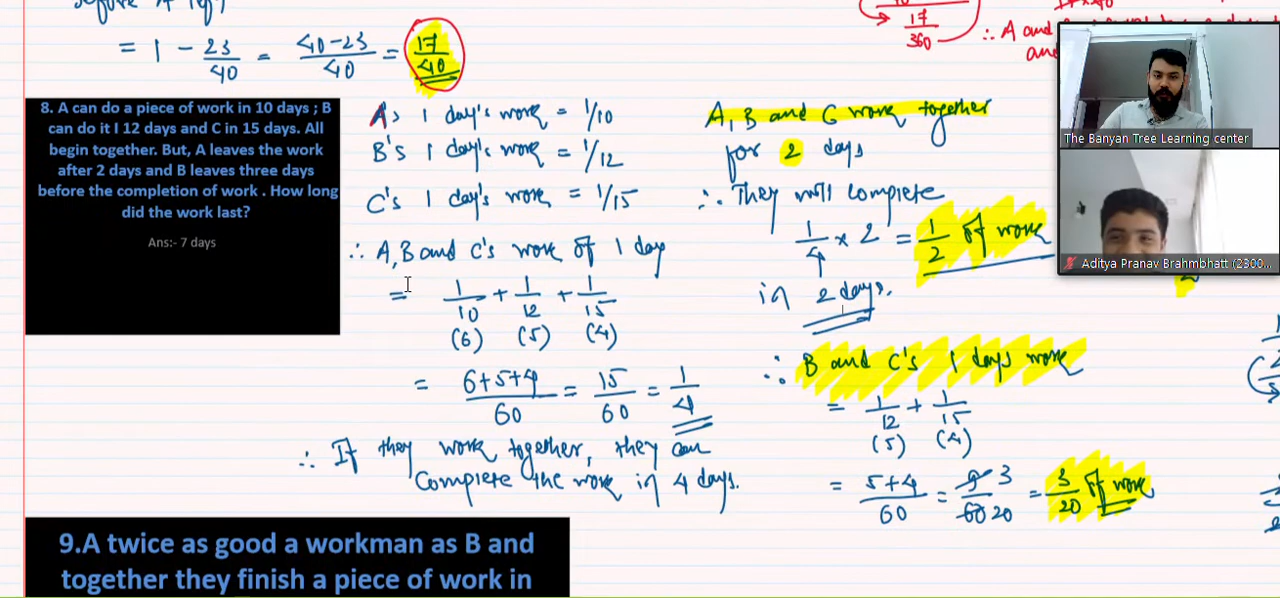 before it left
= 1 - 23/40 = 40-23/40 = 17/40
17/360
∴ A and
and
8. A can do a piece of work in 10 days ; B
can do it I 12 days and C in 15 days. All
begin together. But, A leaves the work
after 2 days and B leaves three days
before the completion of work . How long
did the work last?
Ans:- 7 days
A's 1 day's work = 1/10
B's 1 day's work = 1/12
C's 1 day's work = 1/15
∴ A, B and C's work of 1 day
= 1/10 + 1/12 + 1/15
(6) (5) (4)
= 6+5+4/60 = 15/60 = 1/4
∴ If they work together, they can
Complete the work in 4 days.
A, B and C work together
for 2 days
∴ They will complete
1/4 × 2 = 1/2 of work
in 2 days.
∴ B and C's 1 days work
= 1/12 + 1/15
(5) (4)
= 5+4/60 = 9/60 3/20 = 3/20 of work
The Banyan Tree Learning center
Aditya Pranav Brahmbhatt (2300...
9.A twice as good a workman as B and
together they finish a piece of work in